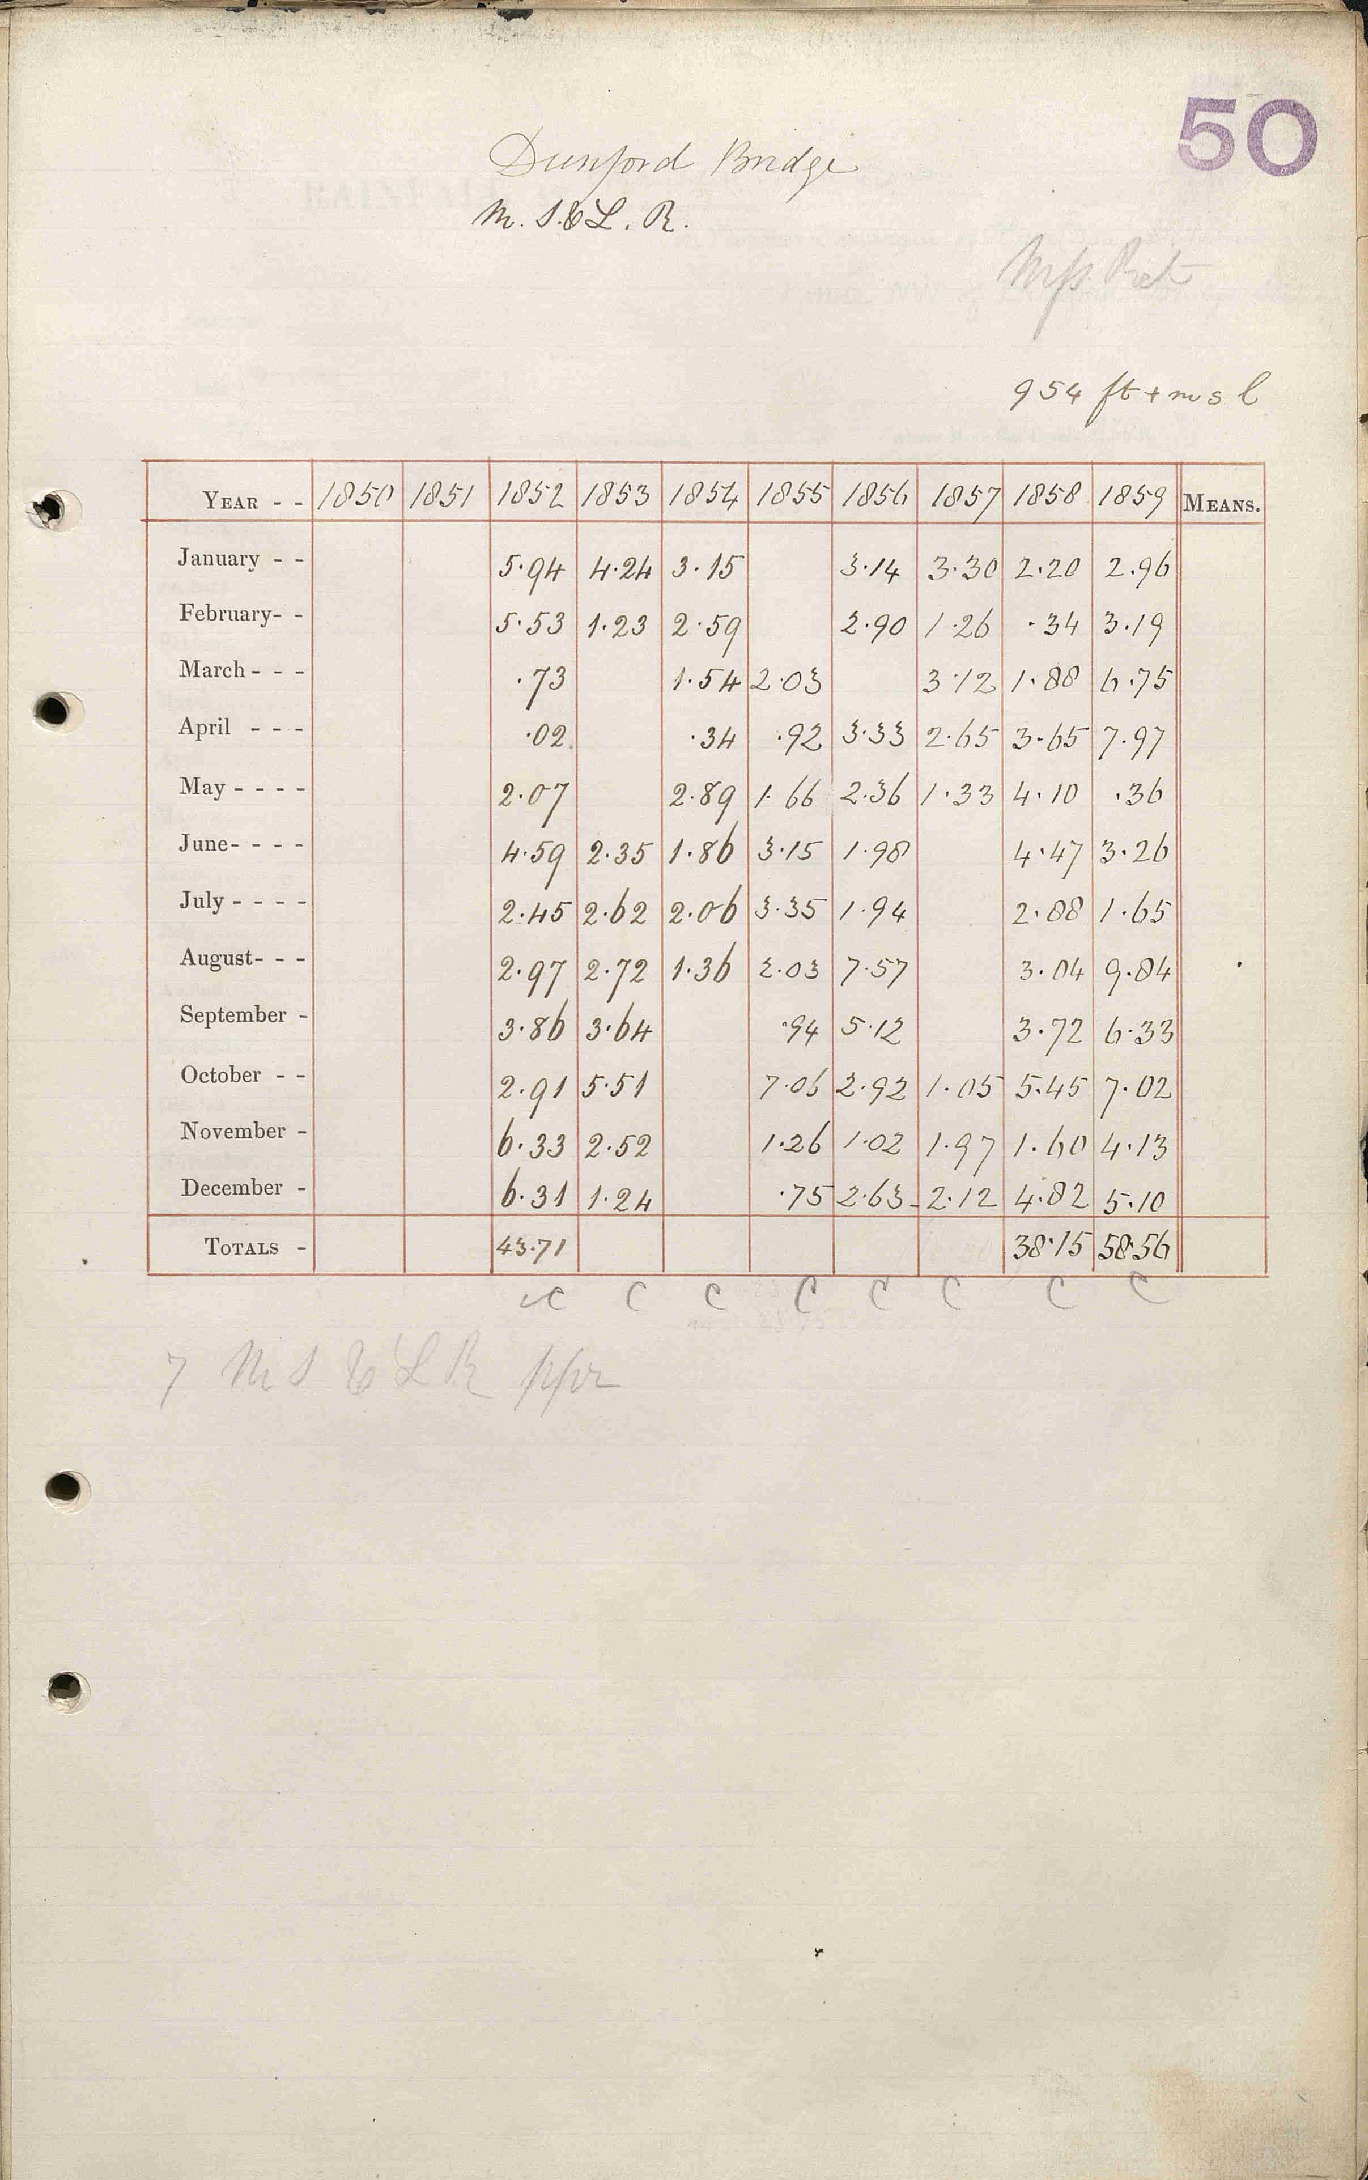 50
Dunford Bridge
M. S. & L. R.
954 ft + m s l
YEAR - - 1850 1851 1852 1853 1854 1855 1856 1857 1858 1859 MEANS.
January - - 5.94 4.24 3.15 3.14 3.30 2.20 2.96
February- - 5.53 1.23 2.59 2.90 1.26 .34 3.19
March - - - .73 1.54 2.03 3.12 1.88 6.75
April - - - .02 .34 .92 3.33 2.65 3.65 7.97
May - - - - 2.07 2.89 1.66 2.36 1.33 4.10 .36
June- - - - 4.59 2.35 1.86 3.15 1.98 4.47 3.26
July - - - - 2.45 2.62 2.06 3.35 1.94 2.88 1.65
August- - - 2.97 2.72 1.36 2.03 7.57 3.04 9.84
September - 3.86 3.64 .94 5.12 3.72 6.33
October - - 2.91 5.51 7.06 2.92 1.05 5.45 7.02
November - 6.33 2.52 1.26 1.02 1.97 1.60 4.13
December - 6.31 1.24 .75 2.63 2.12 4.82 5.10
TOTALS - 43.71 38.15 58.56
C C C C C C C C
7 M S & L R